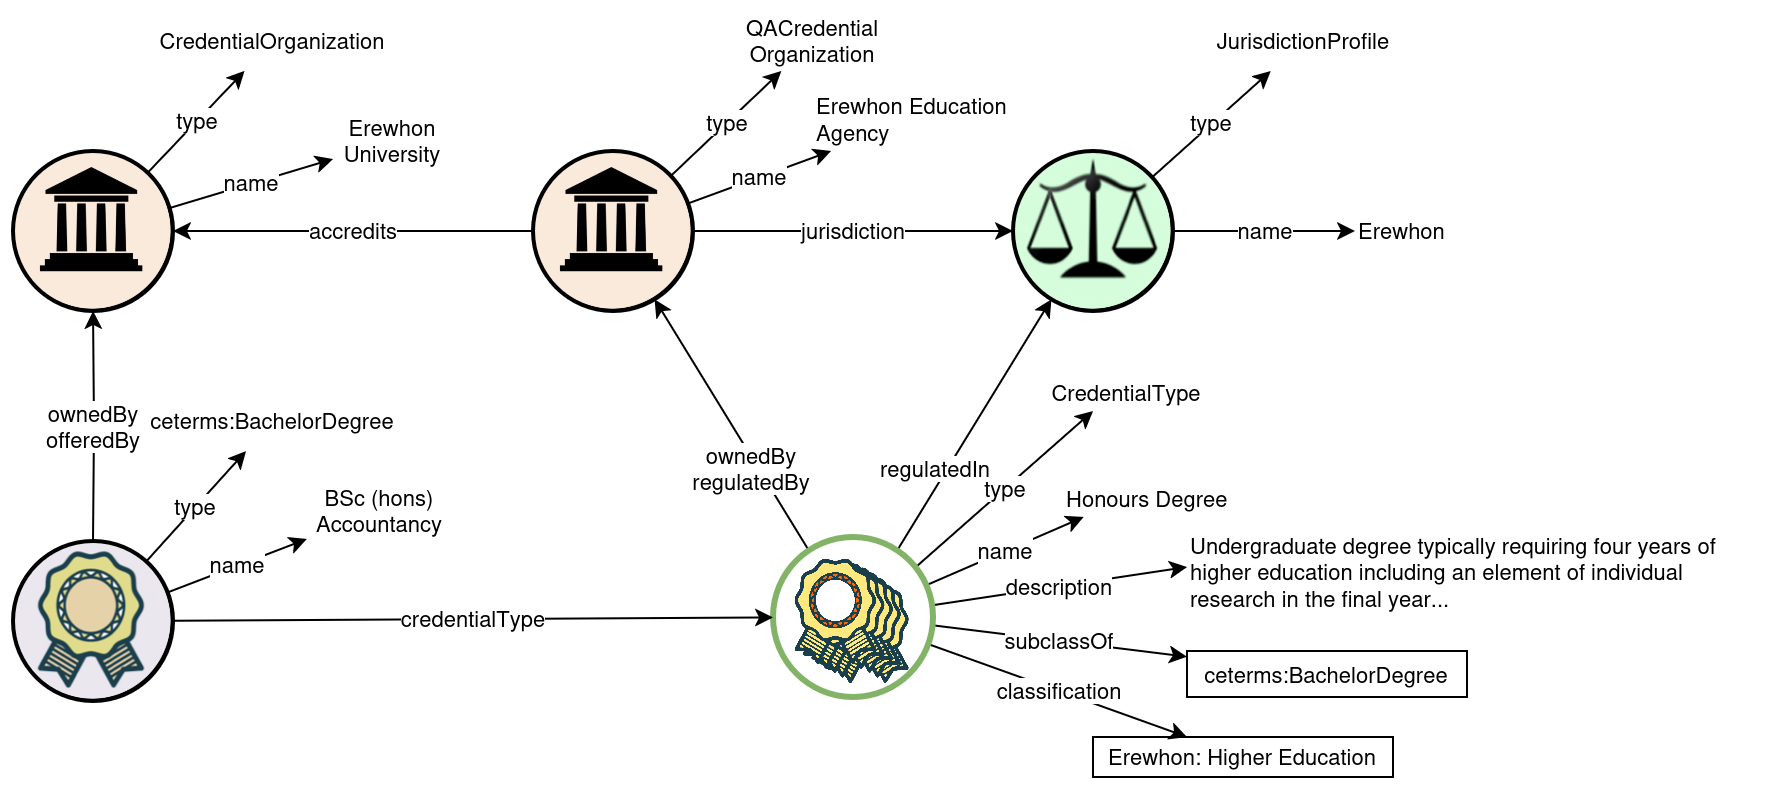 CredentialOrganization
type
Erewhon
University
name
QACredential
Organization
type
Erewhon Education
Agency
name
JurisdictionProfile
type
accredits
jurisdiction
name
Erewhon
ownedBy
offeredBy
ceterms:BachelorDegree
type
BSc (hons)
Accountancy
name
credentialType
ownedBy
regulatedBy
regulatedIn
CredentialType
type
Honours Degree
name
description
Undergraduate degree typically requiring four years of
higher education including an element of individual
research in the final year...
subclassOf
ceterms:BachelorDegree
classification
Erewhon: Higher Education